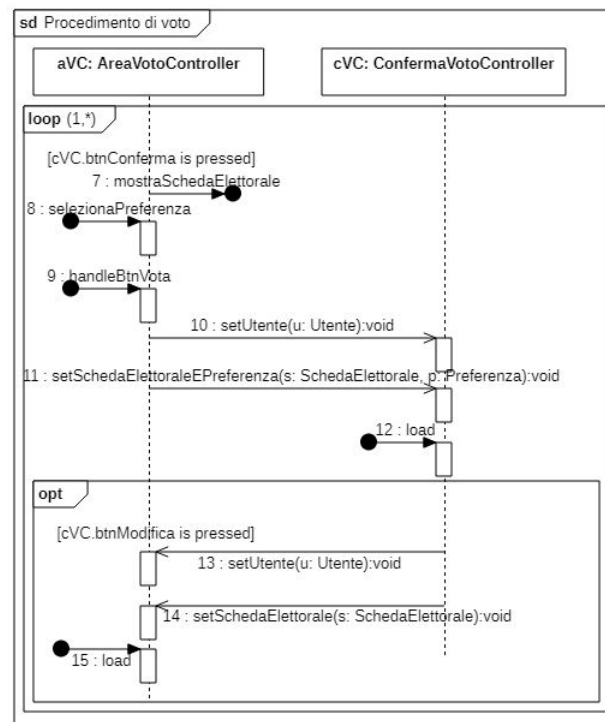 sd Procedimento di voto
aVC: AreaVotoController
cVC: ConfermaVotoController
loop (1,*)
[cVC.btnConferma is pressed]
7 : mostraSchedaElettorale
8 : selezionaPreferenza
9 : handleBtnVota
10 : setUtente(u: Utente):void
11 : setSchedaElettoraleEPreferenza(s: SchedaElettorale, p: Preferenza):void
12 : load
opt
[cVC.btnModifica is pressed]
13 : setUtente(u: Utente):void
14 : setSchedaElettorale(s: SchedaElettorale):void
15 : load